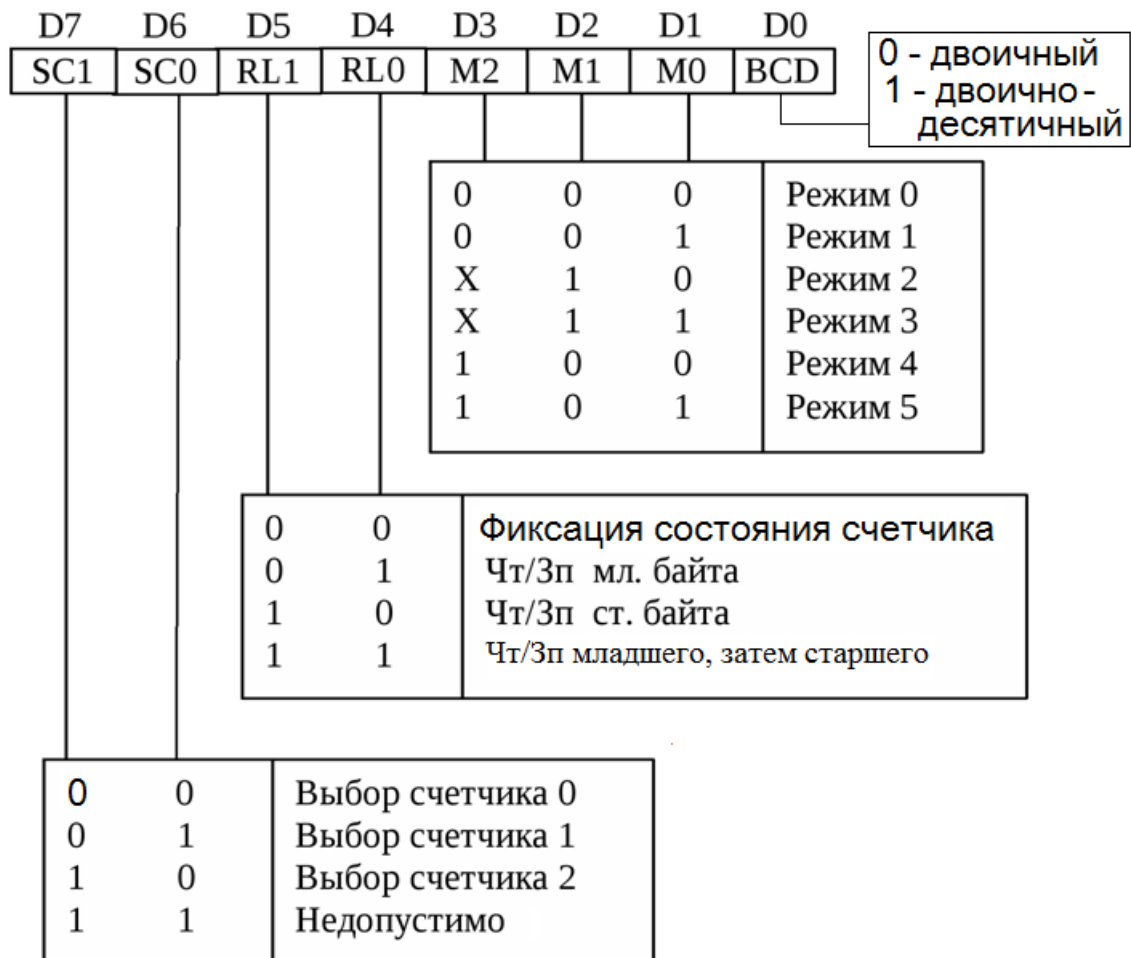 D7 D6 D5 D4 D3 D2 D1 D0
SC1 SC0 RL1 RL0 M2 M1 M0 BCD
0 - двоичный
1 - двоично-
десятичный
0 0 0 Режим 0
0 0 1 Режим 1
X 1 0 Режим 2
X 1 1 Режим 3
1 0 0 Режим 4
1 0 1 Режим 5
0 0 Фиксация состояния счетчика
0 1 Чт/Зп мл. байта
1 0 Чт/Зп ст. байта
1 1 Чт/Зп младшего, затем старшего
0 0 Выбор счетчика 0
0 1 Выбор счетчика 1
1 0 Выбор счетчика 2
1 1 Недопустимо